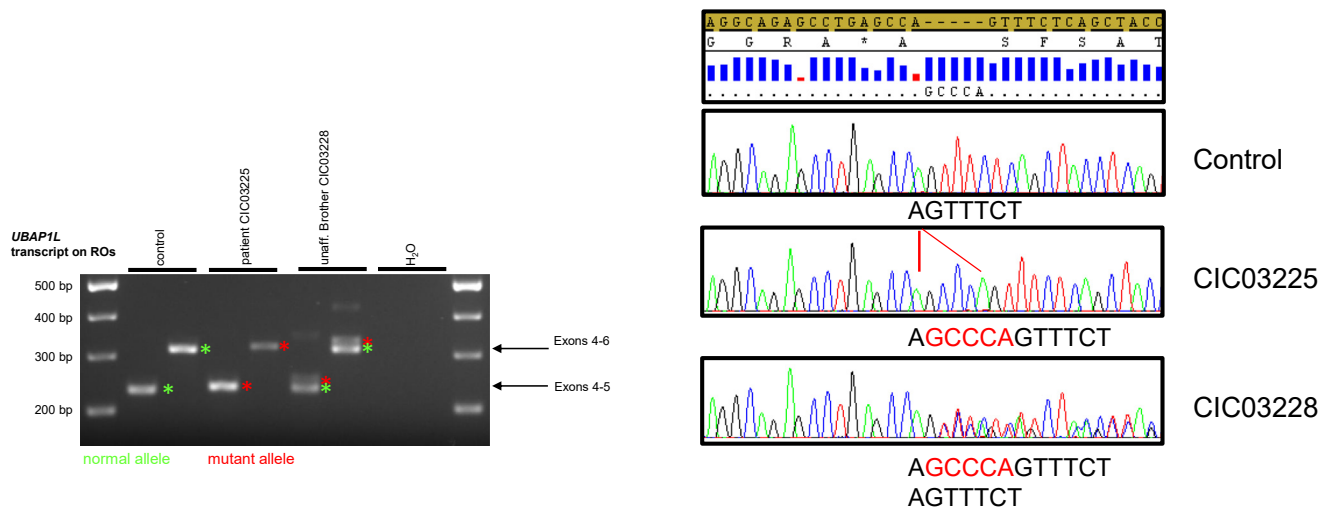 UBAP1L
transcript on ROs
control
patient CIC03225
unaff. Brother CIC03228
H2O
500 bp
400 bp
300 bp
200 bp
*
*
*
*
*
*
*
*
Exons 4-6
Exons 4-5
normal allele
mutant allele
AGGCAGAGCCTGAGCCA-----GTTTCTCAGCTACC
G G R A * A S F S A T
GCCCA
Control
AGTTTCT
CIC03225
AGCCCAGTTTCT
CIC03228
AGCCCAGTTTCT
AGTTTCT